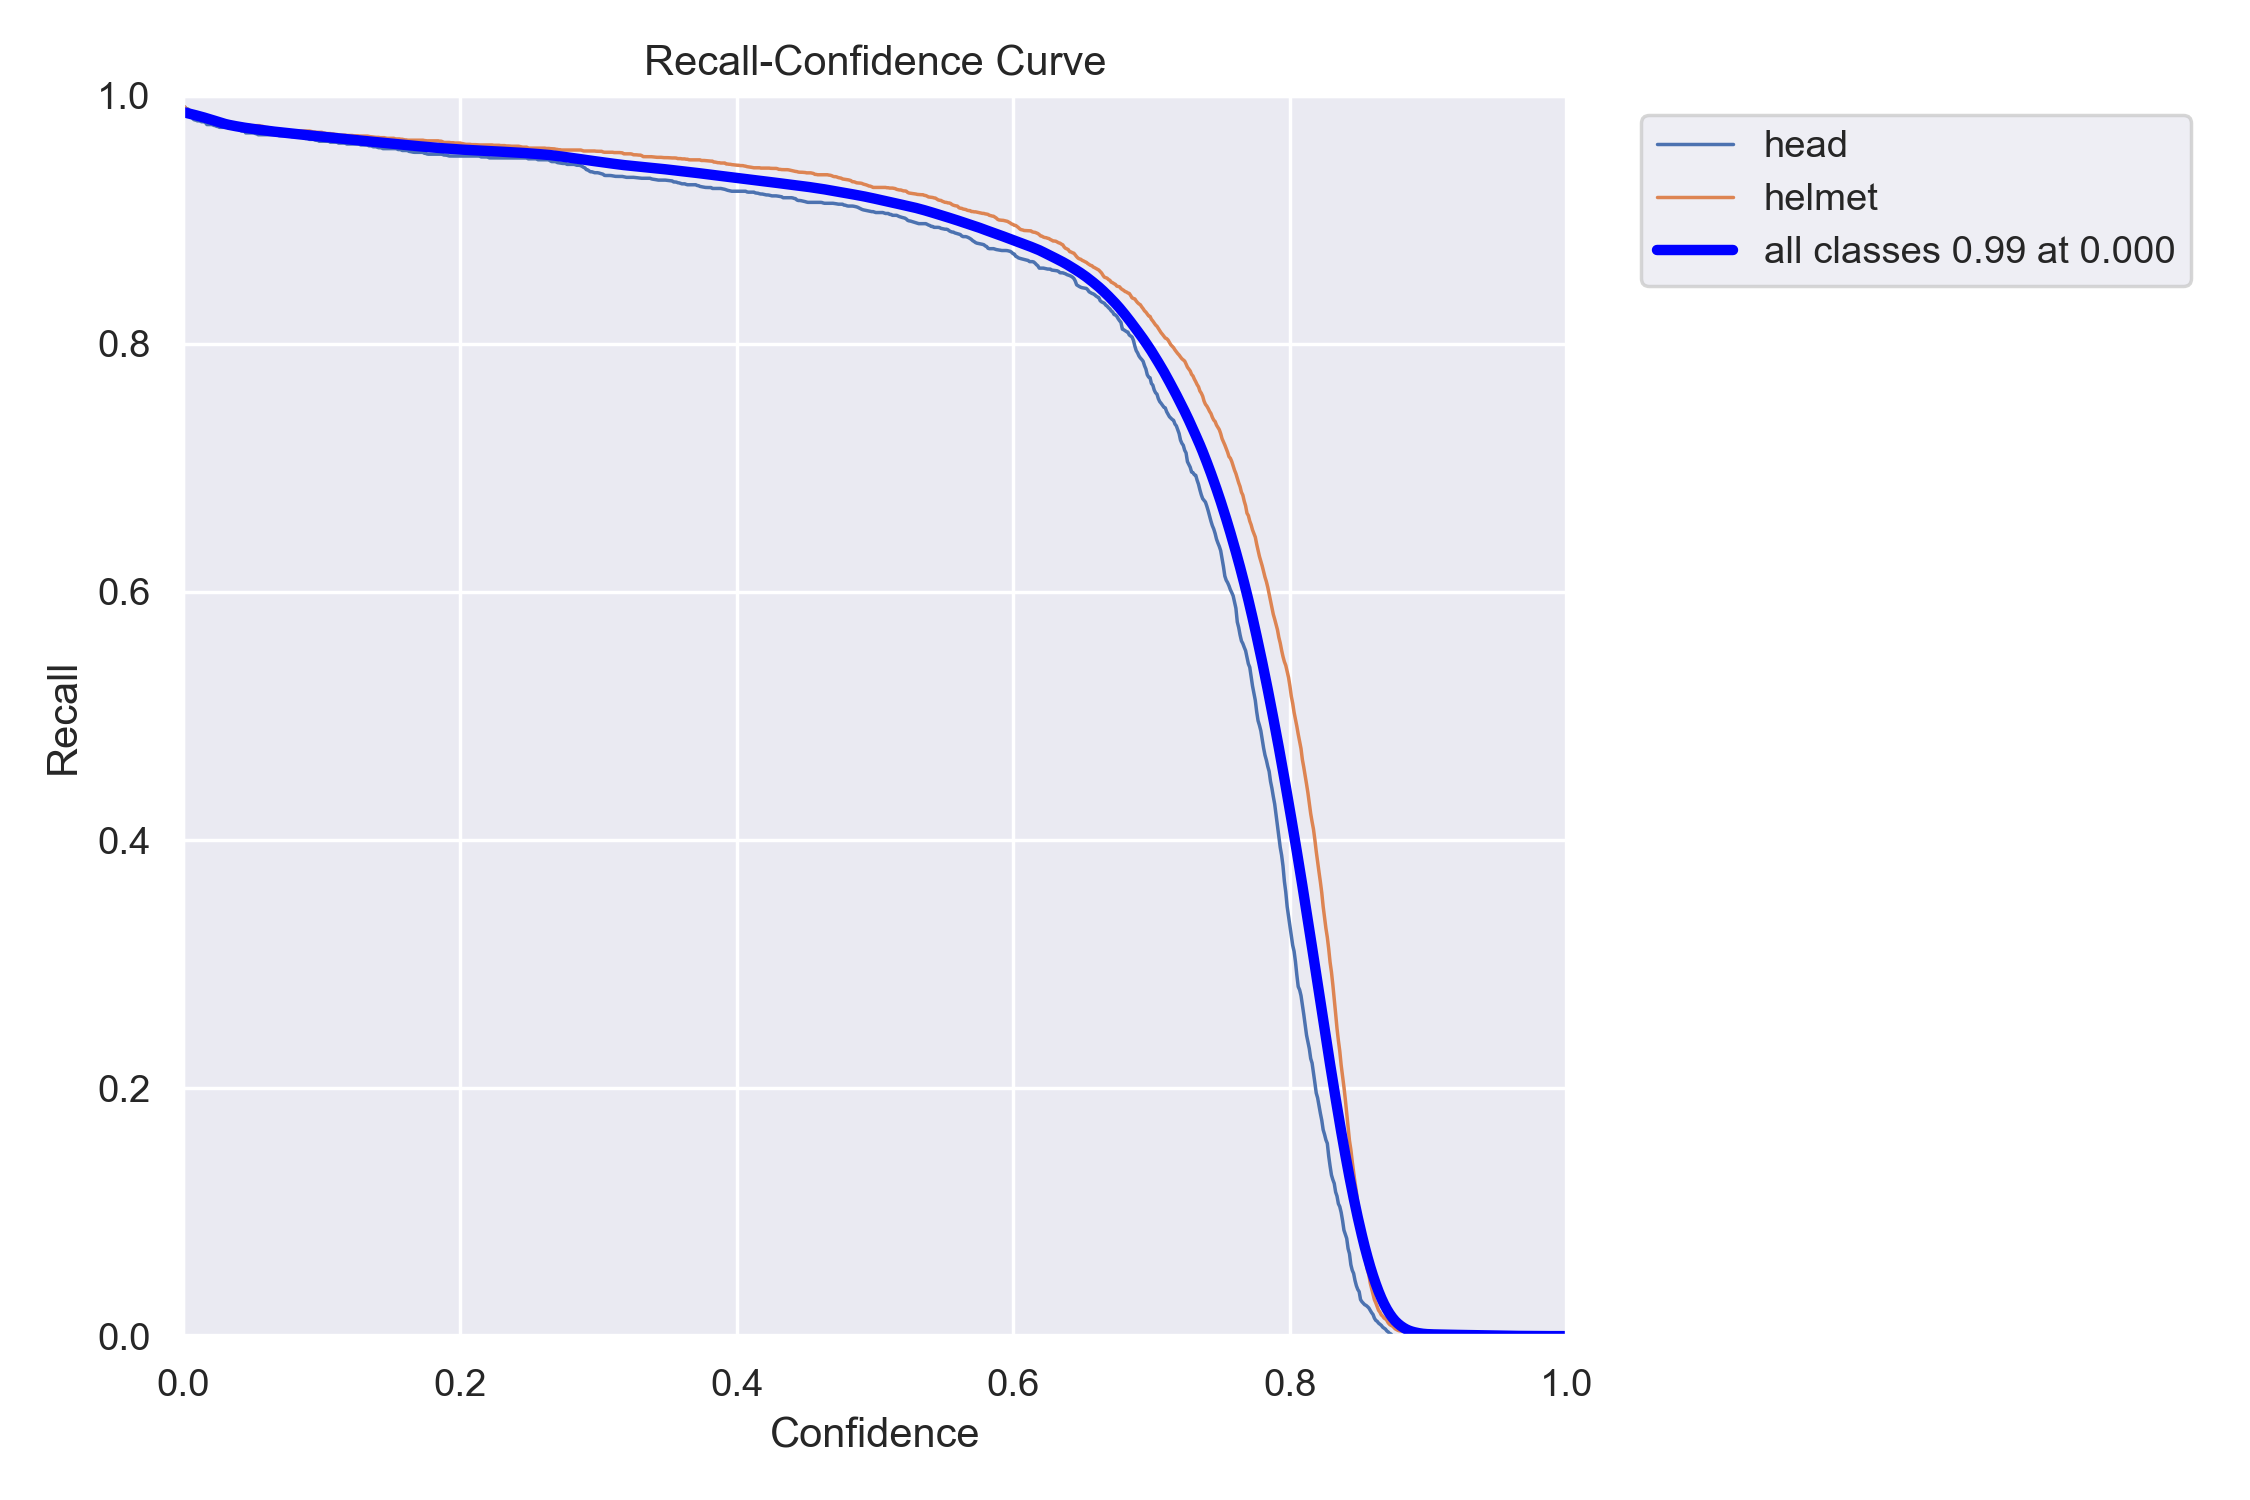 Recall-Confidence Curve
1.0
0.8
0.6
0.4
0.2
0.0
Recall
0.0 0.2 0.4 0.6 0.8 1.0
Confidence
head
helmet
all classes 0.99 at 0.000